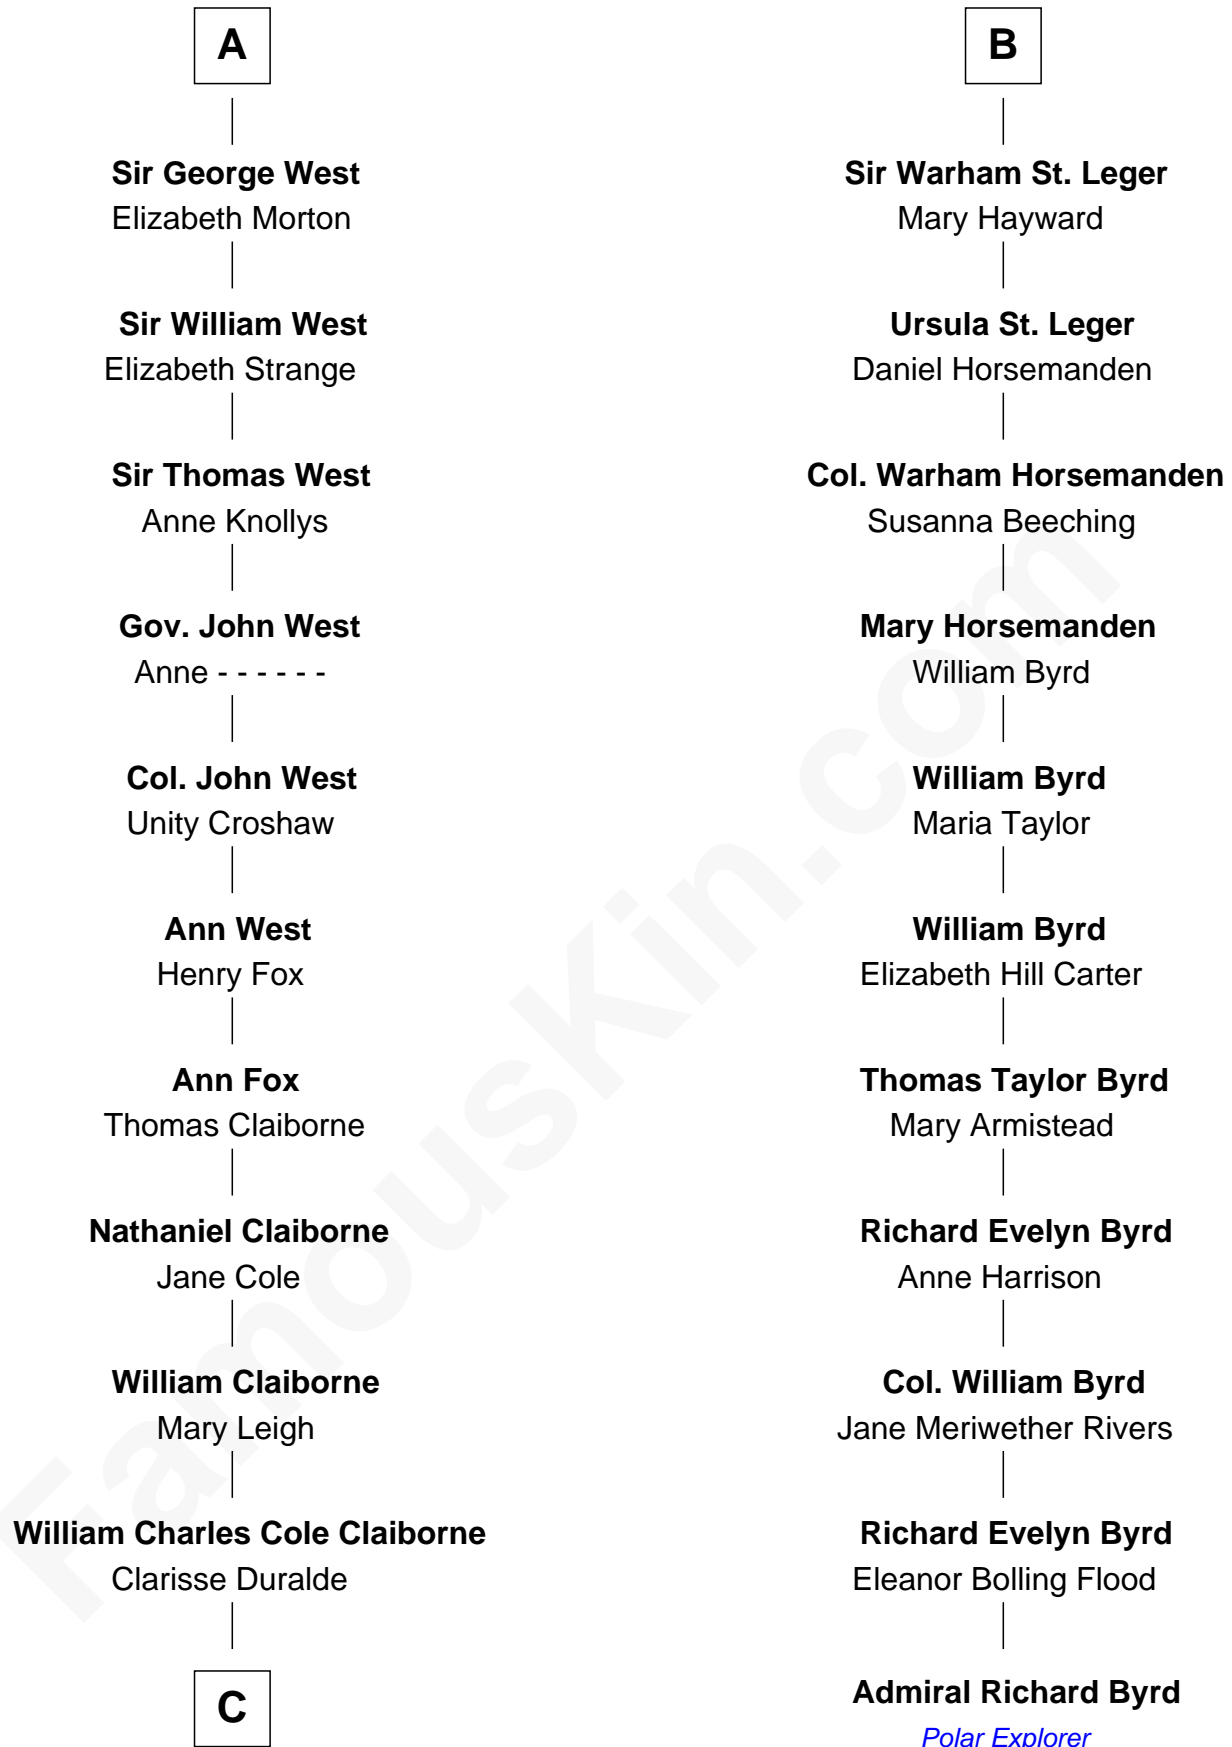 A
Sir George West
Elizabeth Morton
Sir William West
Elizabeth Strange
Sir Thomas West
Anne Knollys
Gov. John West
Anne - - - - - -
Col. John West
Unity Croshaw
Ann West
Henry Fox
Ann Fox
Thomas Claiborne
Nathaniel Claiborne
Jane Cole
William Claiborne
Mary Leigh
William Charles Cole Claiborne
Clarisse Duralde
C
B
Sir Warham St. Leger
Mary Hayward
Ursula St. Leger
Daniel Horsemanden
Col. Warham Horsemanden
Susanna Beeching
Mary Horsemanden
William Byrd
William Byrd
Maria Taylor
William Byrd
Elizabeth Hill Carter
Thomas Taylor Byrd
Mary Armistead
Richard Evelyn Byrd
Anne Harrison
Col. William Byrd
Jane Meriwether Rivers
Richard Evelyn Byrd
Eleanor Bolling Flood
Admiral Richard Byrd
Polar Explorer
FamousKin.com